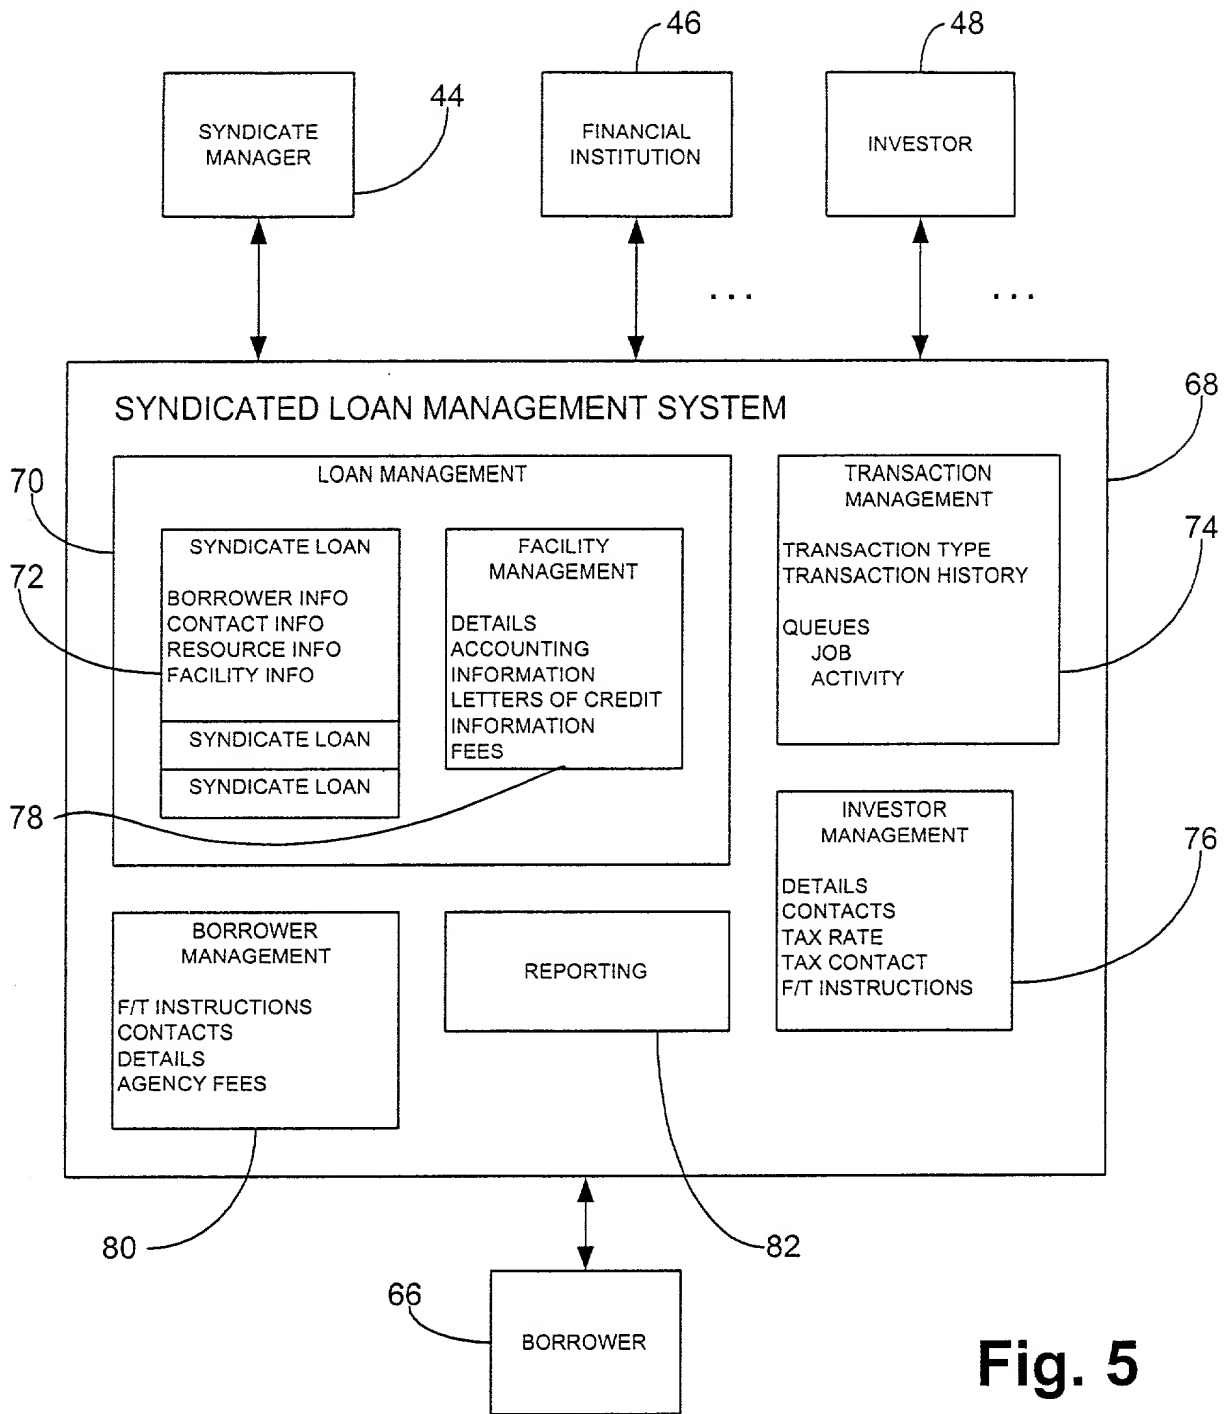 46
48
44
SYNDICATE
MANAGER
FINANCIAL
INSTITUTION
INVESTOR
...
...
SYNDICATED LOAN MANAGEMENT SYSTEM
68
70
LOAN MANAGEMENT
72
SYNDICATE LOAN
BORROWER INFO
CONTACT INFO
RESOURCE INFO
FACILITY INFO
SYNDICATE LOAN
SYNDICATE LOAN
FACILITY
MANAGEMENT
DETAILS
ACCOUNTING
INFORMATION
LETTERS OF CREDIT
INFORMATION
FEES
78
TRANSACTION
MANAGEMENT
TRANSACTION TYPE
TRANSACTION HISTORY
QUEUES
JOB
ACTIVITY
74
INVESTOR
MANAGEMENT
DETAILS
CONTACTS
TAX RATE
TAX CONTACT
F/T INSTRUCTIONS
76
BORROWER
MANAGEMENT
F/T INSTRUCTIONS
CONTACTS
DETAILS
AGENCY FEES
REPORTING
80
82
66
BORROWER
Fig. 5